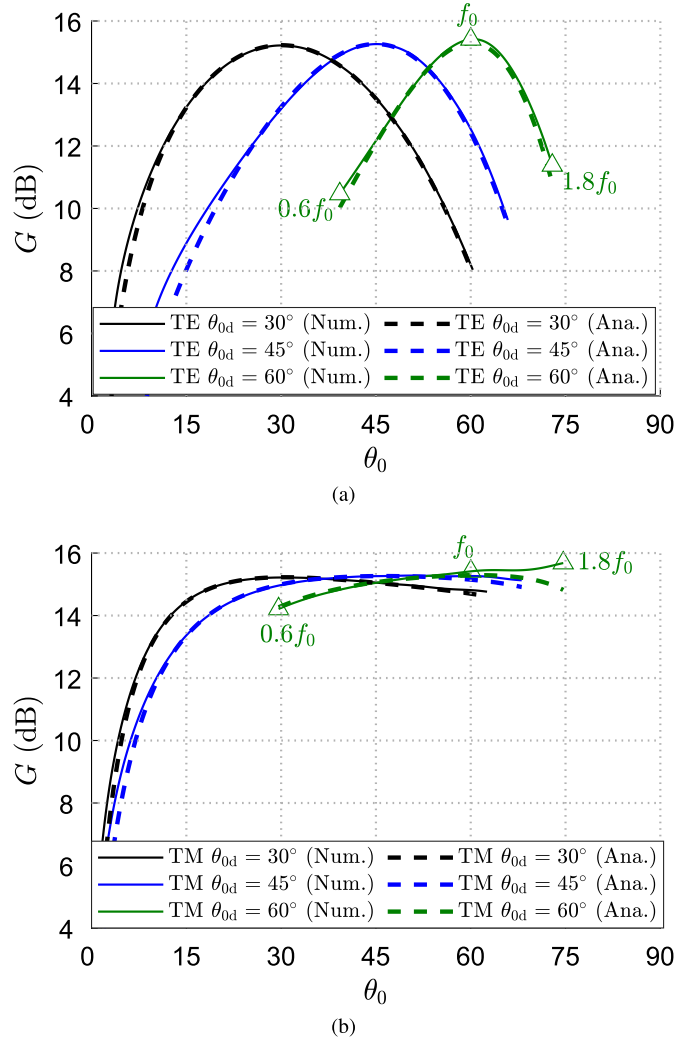 16
14
12
10
8
6
4
G (dB)
f₀
0.6f₀
1.8f₀
TE θ₀d = 30° (Num.) TE θ₀d = 30° (Ana.)
TE θ₀d = 45° (Num.) TE θ₀d = 45° (Ana.)
TE θ₀d = 60° (Num.) TE θ₀d = 60° (Ana.)
0 15 30 45 60 75 90
θ₀
(a)
16
14
12
10
8
6
4
G (dB)
f₀
1.8f₀
0.6f₀
TM θ₀d = 30° (Num.) TM θ₀d = 30° (Ana.)
TM θ₀d = 45° (Num.) TM θ₀d = 45° (Ana.)
TM θ₀d = 60° (Num.) TM θ₀d = 60° (Ana.)
0 15 30 45 60 75 90
θ₀
(b)